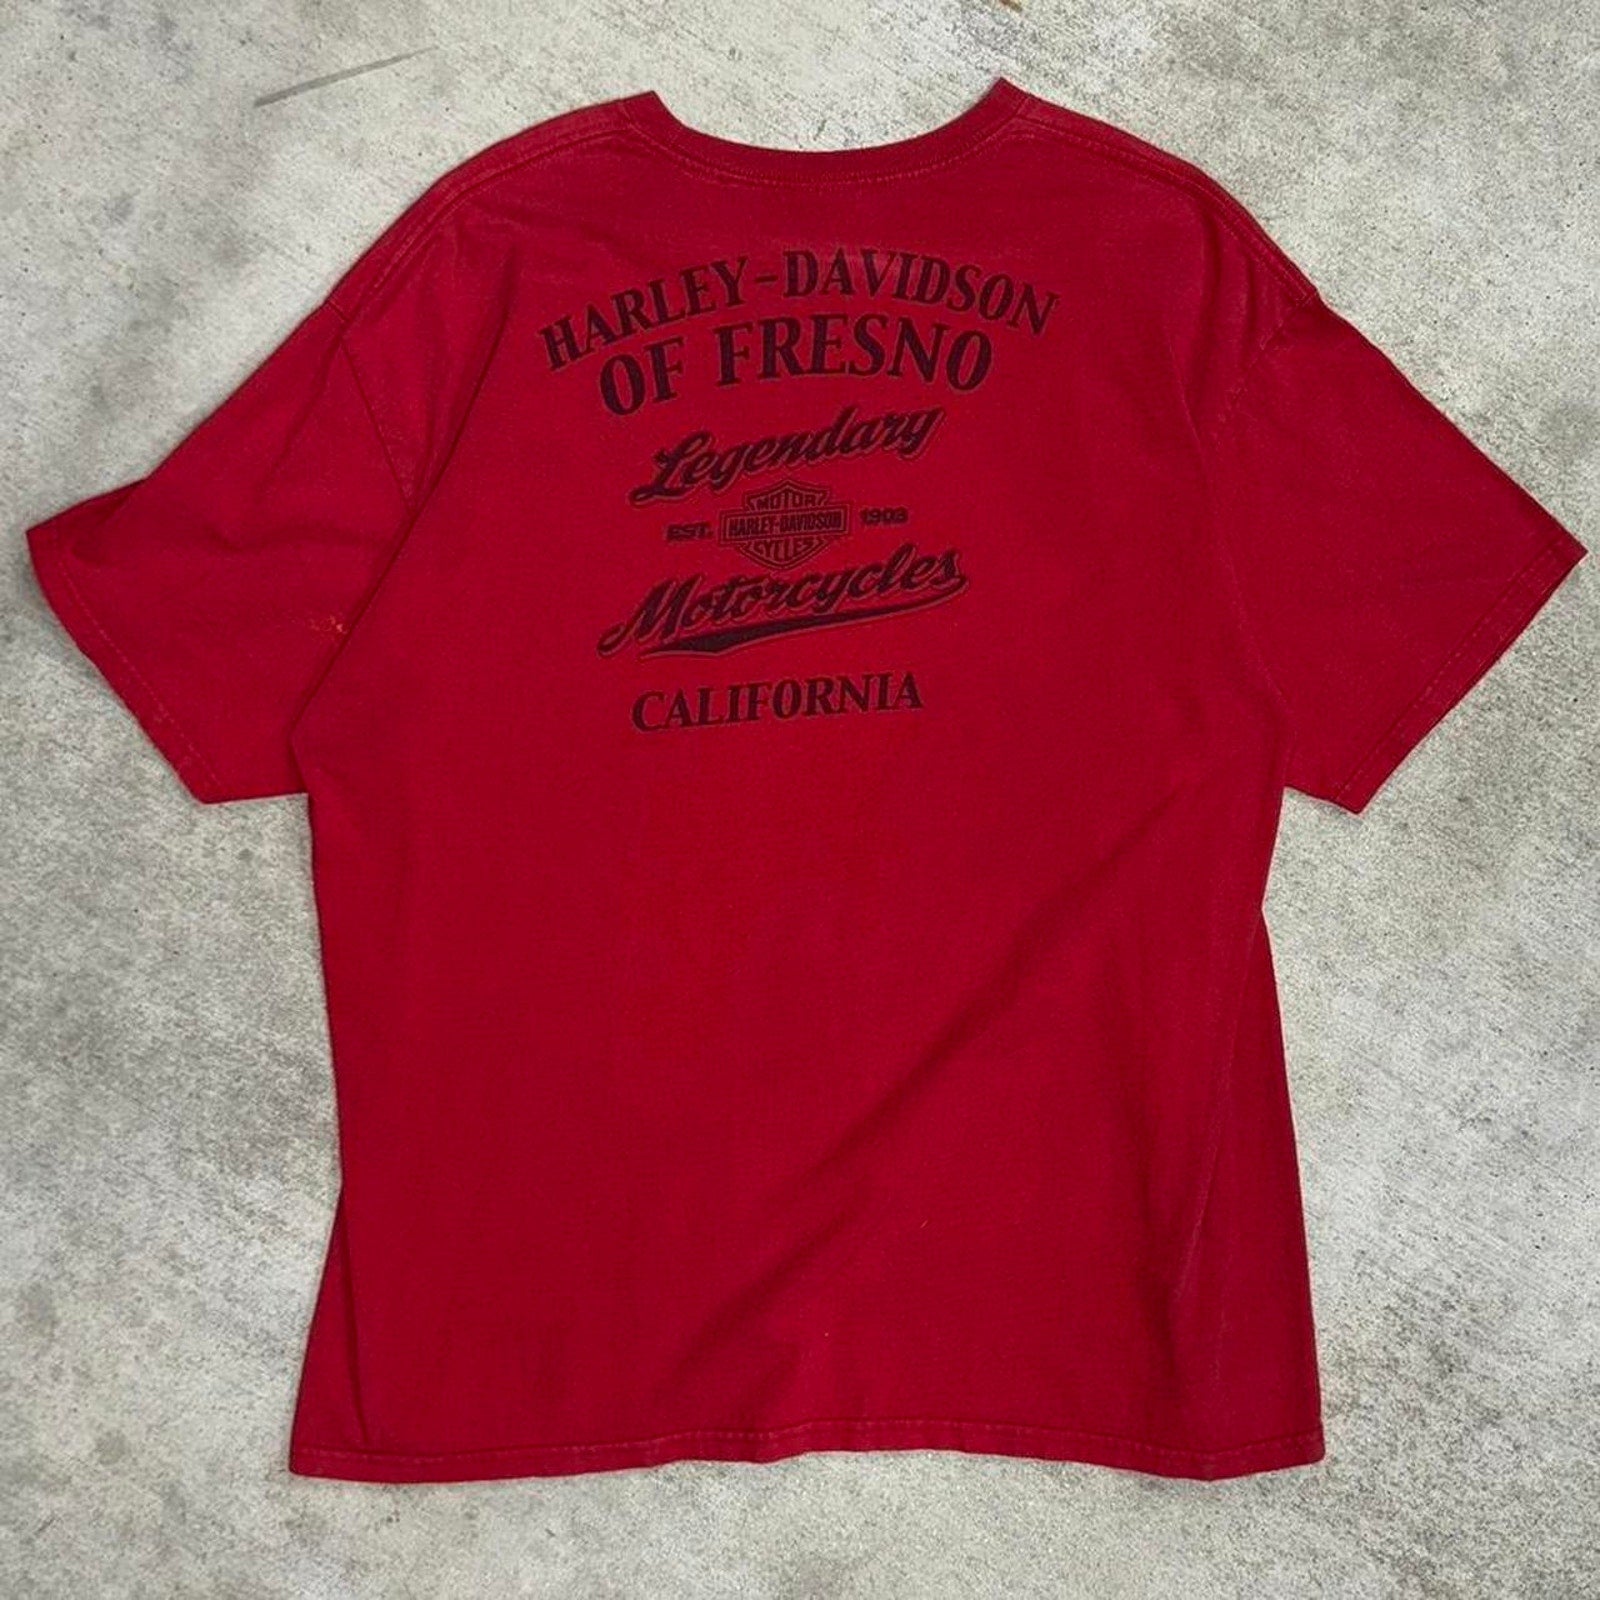 HARLEY-DAVIDSON
OF FRESNO
Legendary
MOTOR
EST. HARLEY-DAVIDSON 1903
CYCLES
Motorcycles
CALIFORNIA